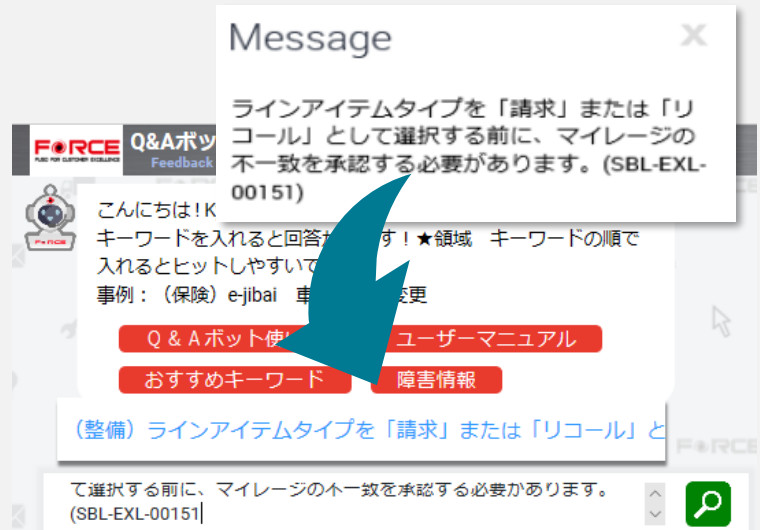 Message
ラインアイテムタイプを「請求」または「リ
コール」として選択する前に、マイレージの
不一致を承認する必要があります。(SBL-EXL-
00151)
FORCE Q&Aボッ
FUSO FOR CUSTOMER EXCELLENCE
Feedback
こんにちは!K
キーワードを入れると回答が す!★領域 キーワードの順で
入れるとヒットしやすいで
事例：（保険）e-jibai 車 変更
Q&Aボット使い
ユーザーマニュアル
おすすめキーワード
障害情報
（整備）ラインアイテムタイプを「請求」または「リコール」と
て選択する前に、マイレージの不一致を承認する必要があります。
(SBL-EXL-00151
FORCE